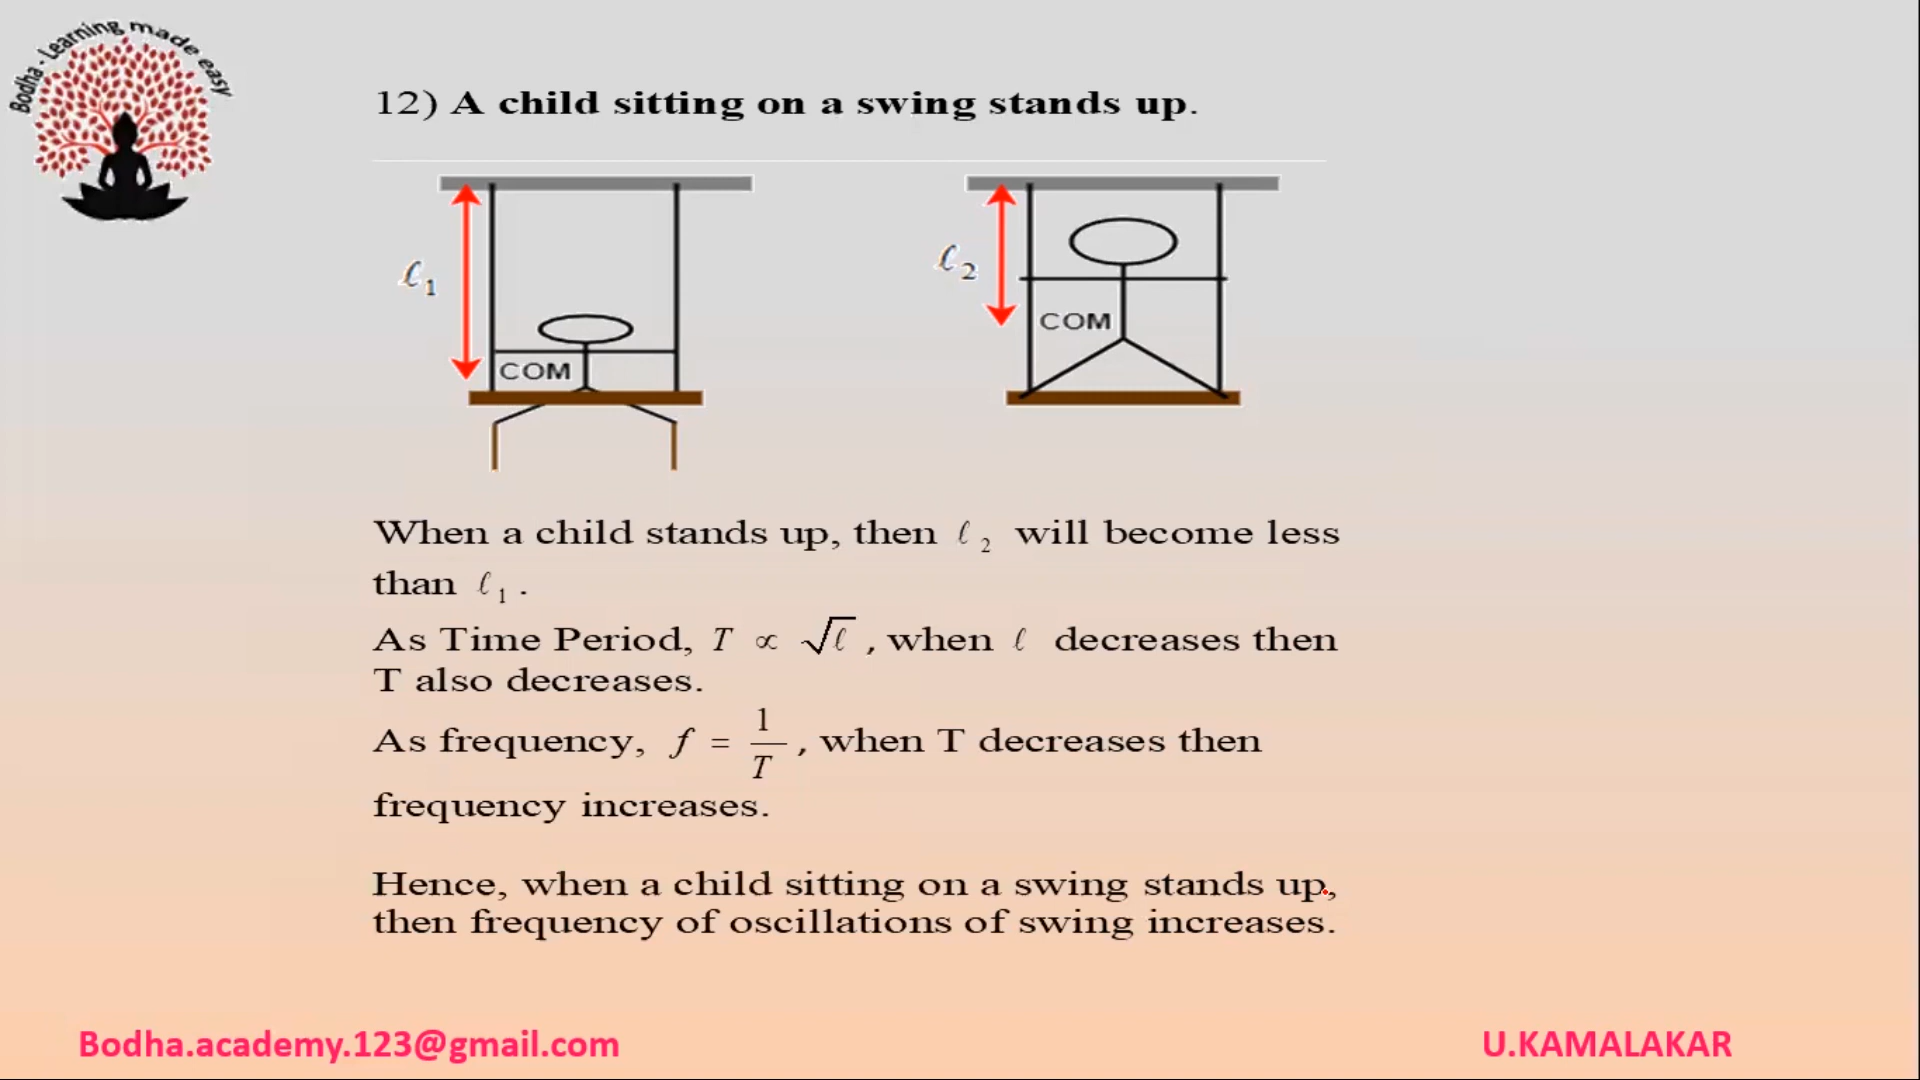 Bodha - Learning made easy
12) A child sitting on a swing stands up.
ℓ1
COM
ℓ2
COM
When a child stands up, then ℓ2 will become less
than ℓ1.
As Time Period, T ∝ √ℓ, when ℓ decreases then
T also decreases.
As frequency, f = 1/T, when T decreases then
frequency increases.
Hence, when a child sitting on a swing stands up,
then frequency of oscillations of swing increases.
Bodha.academy.123@gmail.com
U.KAMALAKAR